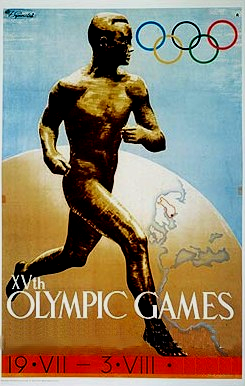 XVth
OLYMPIC GAMES
19•VII — 3•VIII•